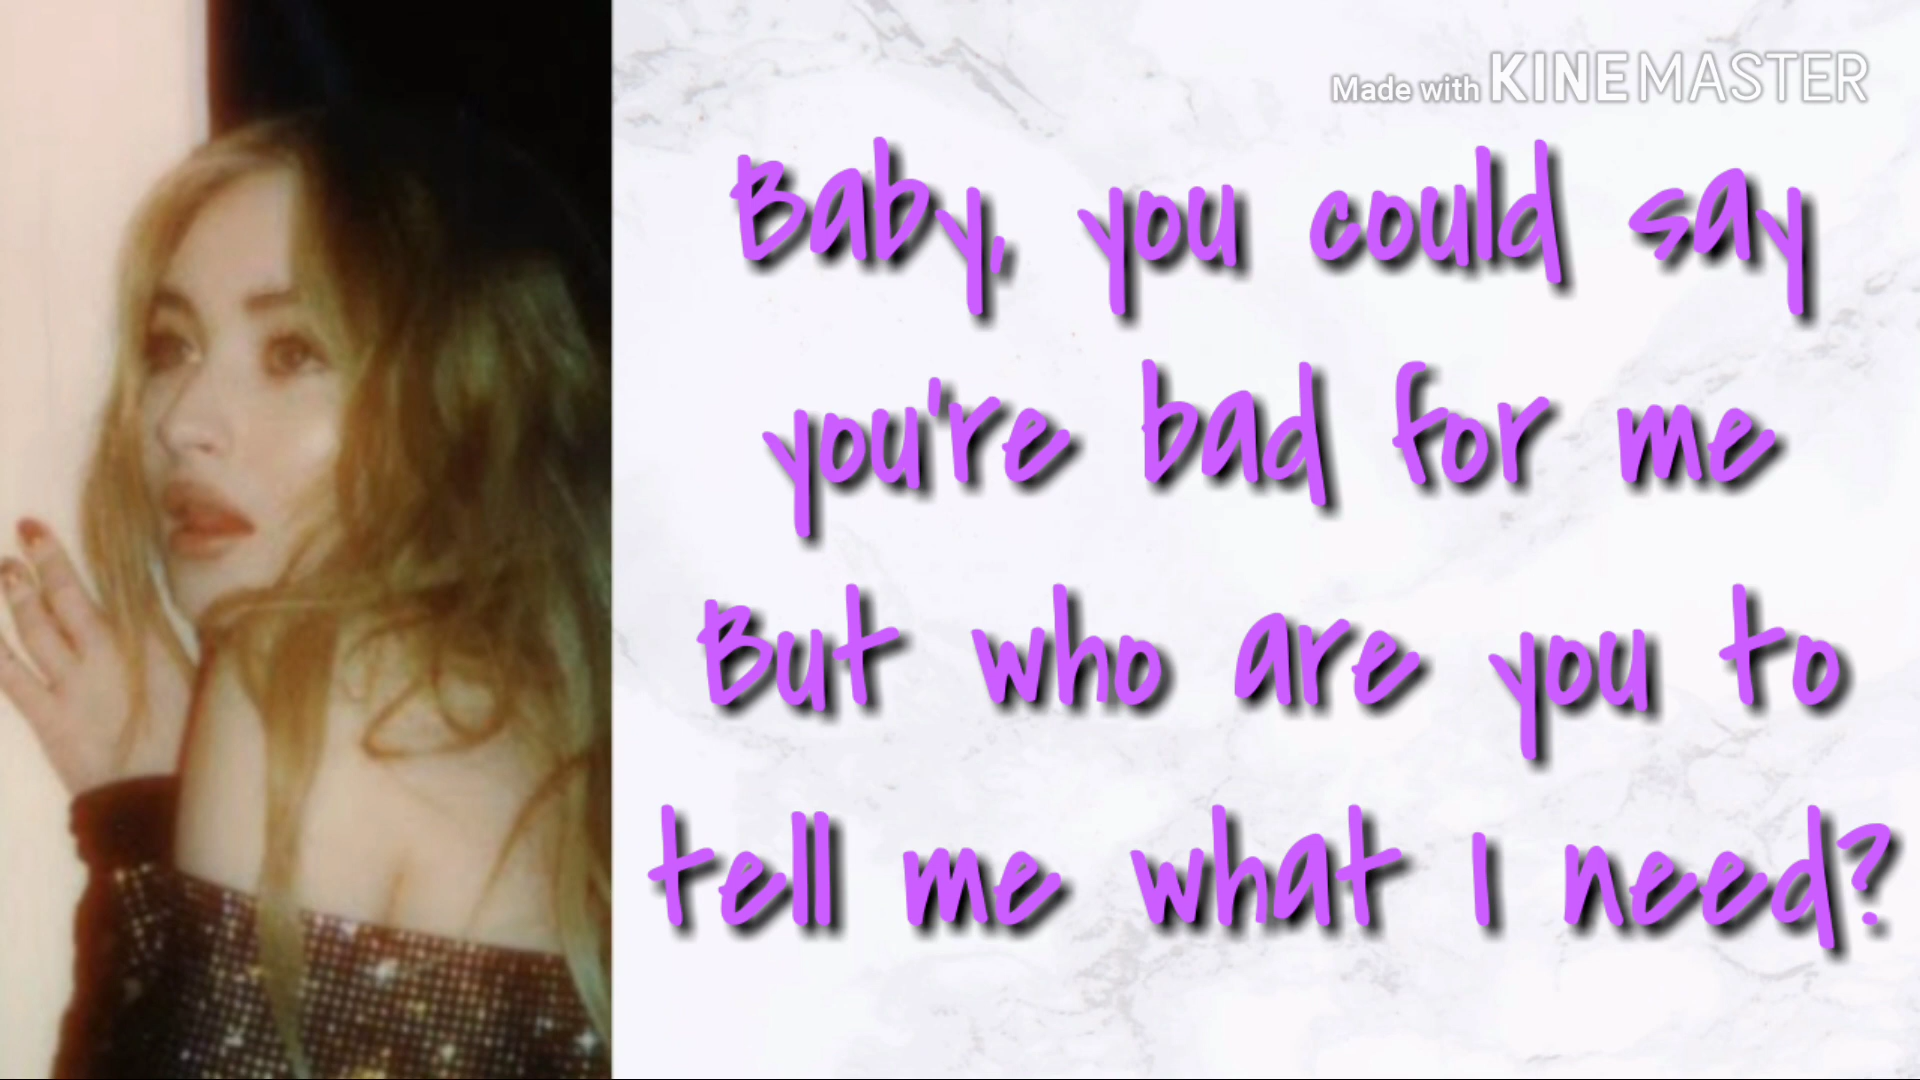 Made with KINEMASTER
Baby, you could say
you're bad for me
But who are you to
tell me what I need?